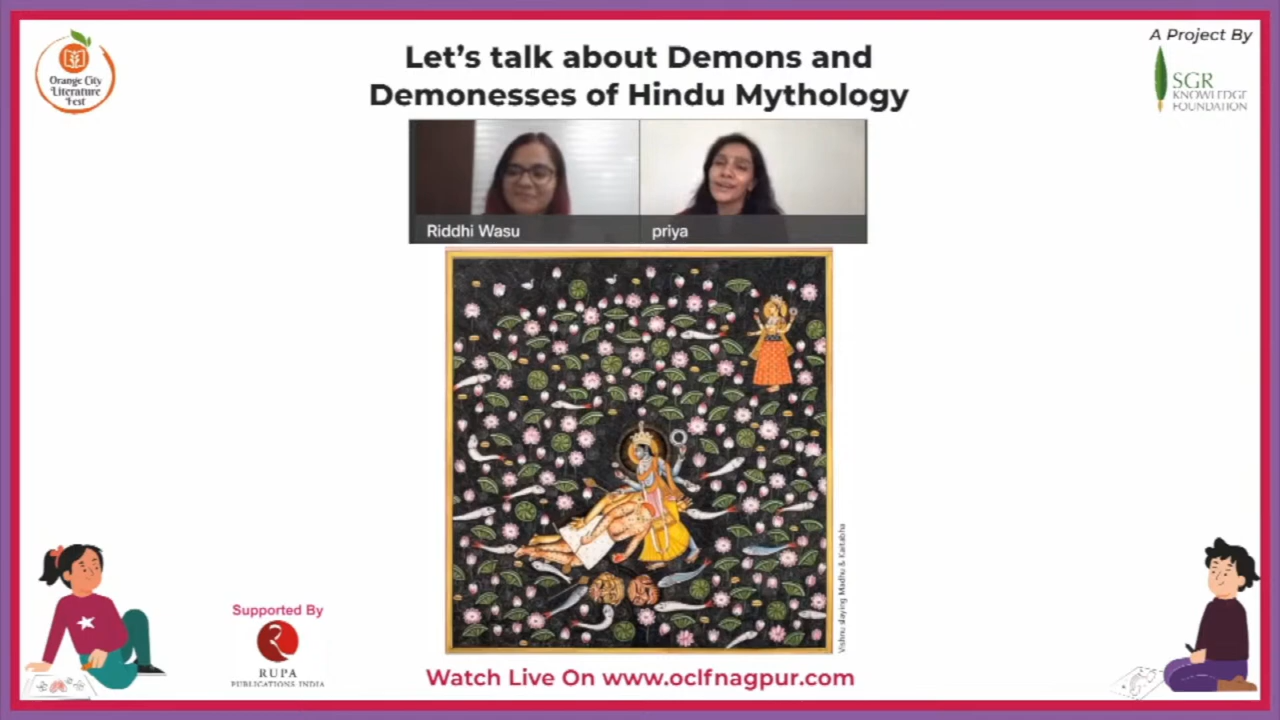 Orange City
Literature
Fest
Let's talk about Demons and
Demonesses of Hindu Mythology
A Project By
SGR
KNOWLEDGE
FOUNDATION
Riddhi Wasu
priya
Vishnu slaying Madhu & Kaitabha
Supported By
RUPA
PUBLICATIONS INDIA
Watch Live On www.oclfnagpur.com